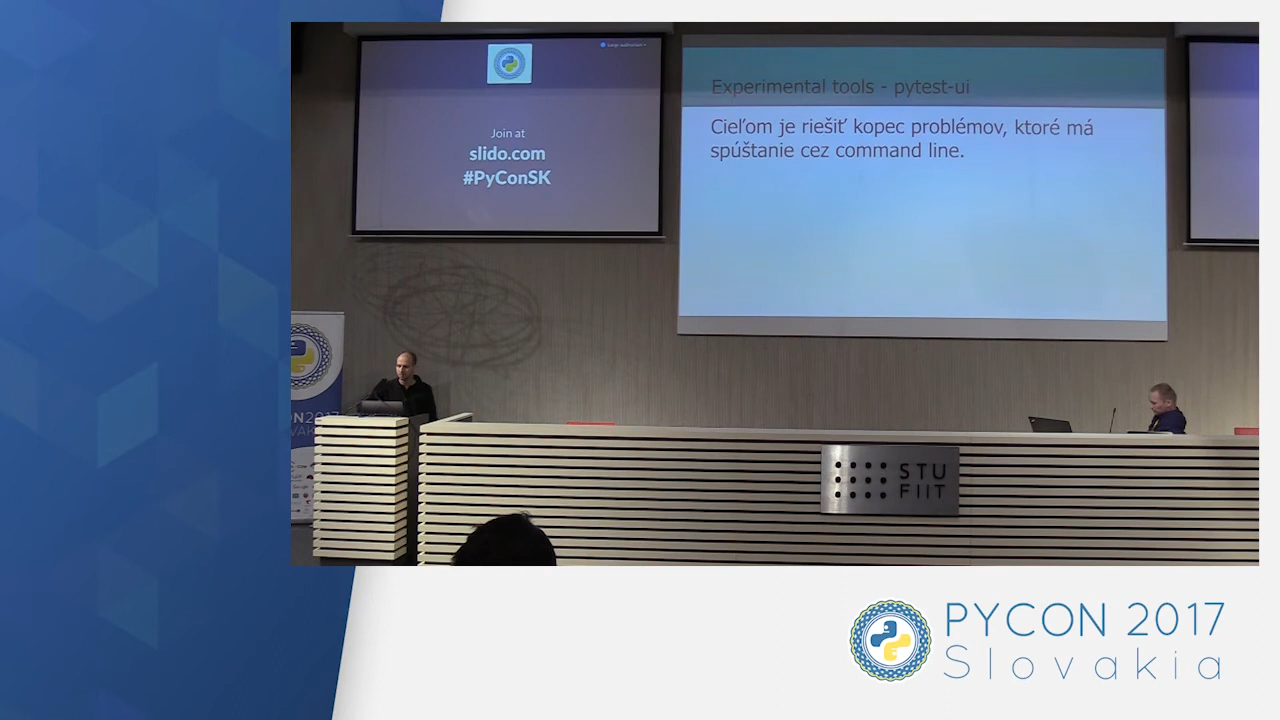 Join at
slido.com
#PyConSK
Experimental tools - pytest-ui
Cieľom je riešiť kopec problémov, ktoré má
spúštanie cez command line.
STU
FIIT
PYCON 2017
Slovakia